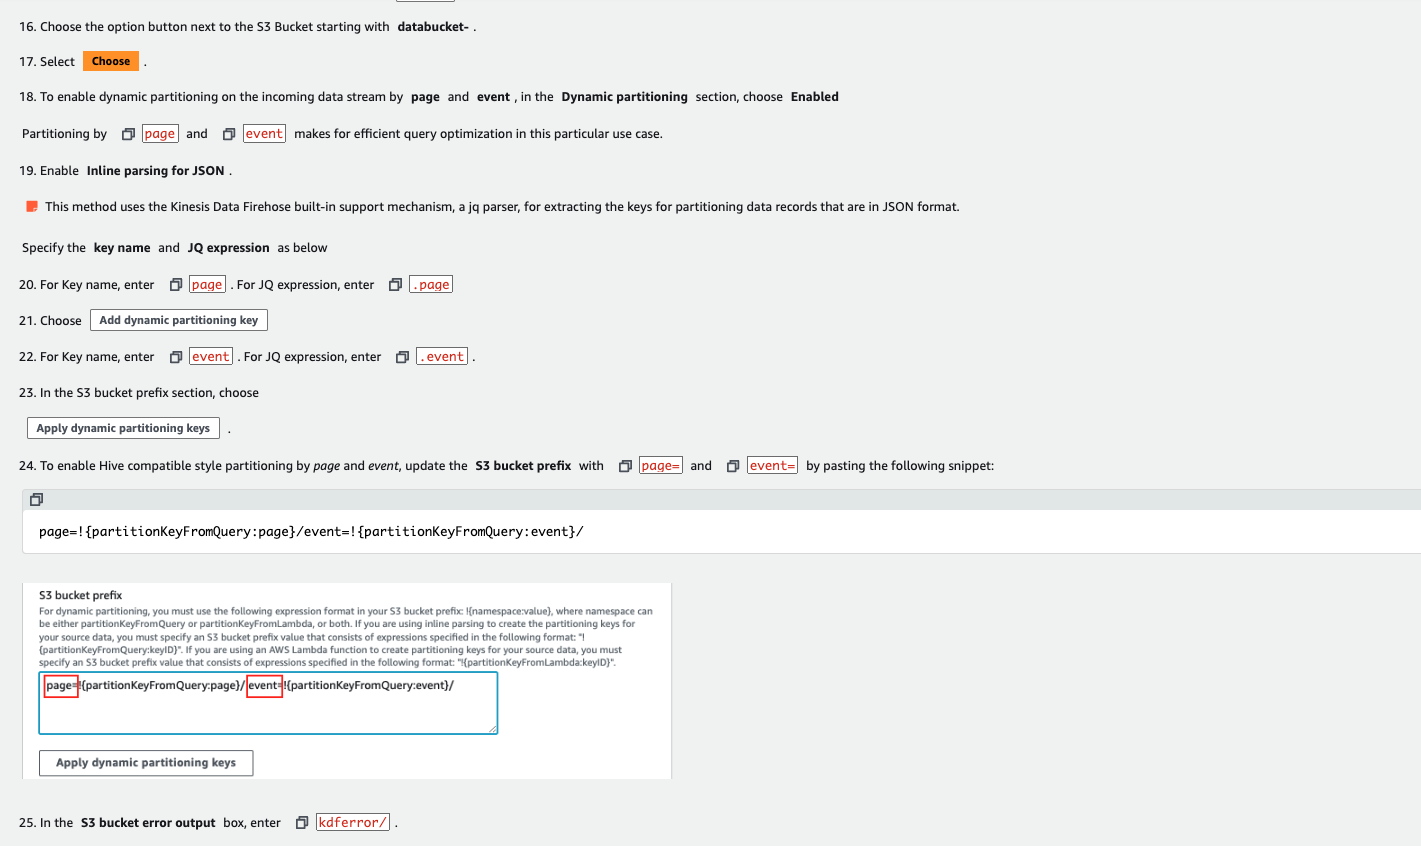 16. Choose the option button next to the S3 Bucket starting with databucket- .
17. Select Choose .
18. To enable dynamic partitioning on the incoming data stream by page and event , in the Dynamic partitioning section, choose Enabled
Partitioning by page and event makes for efficient query optimization in this particular use case.
19. Enable Inline parsing for JSON .
This method uses the Kinesis Data Firehose built-in support mechanism, a jq parser, for extracting the keys for partitioning data records that are in JSON format.
Specify the key name and JQ expression as below
20. For Key name, enter page . For JQ expression, enter .page
21. Choose Add dynamic partitioning key
22. For Key name, enter event . For JQ expression, enter .event .
23. In the S3 bucket prefix section, choose
Apply dynamic partitioning keys .
24. To enable Hive compatible style partitioning by page and event, update the S3 bucket prefix with page= and event= by pasting the following snippet:
page=!{partitionKeyFromQuery:page}/event=!{partitionKeyFromQuery:event}/
S3 bucket prefix
For dynamic partitioning, you must use the following expression format in your S3 bucket prefix: !{namespace:value}, where namespace can
be either partitionKeyFromQuery or partitionKeyFromLambda, or both. If you are using inline parsing to create the partitioning keys for
your source data, you must specify an S3 bucket prefix value that consists of expressions specified in the following format: "!
{partitionKeyFromQuery:keyID}". If you are using an AWS Lambda function to create partitioning keys for your source data, you must
specify an S3 bucket prefix value that consists of expressions specified in the following format: "!{partitionKeyFromLambda:keyID}".
page=!{partitionKeyFromQuery:page}/event=!{partitionKeyFromQuery:event}/
Apply dynamic partitioning keys
25. In the S3 bucket error output box, enter kdferror/ .